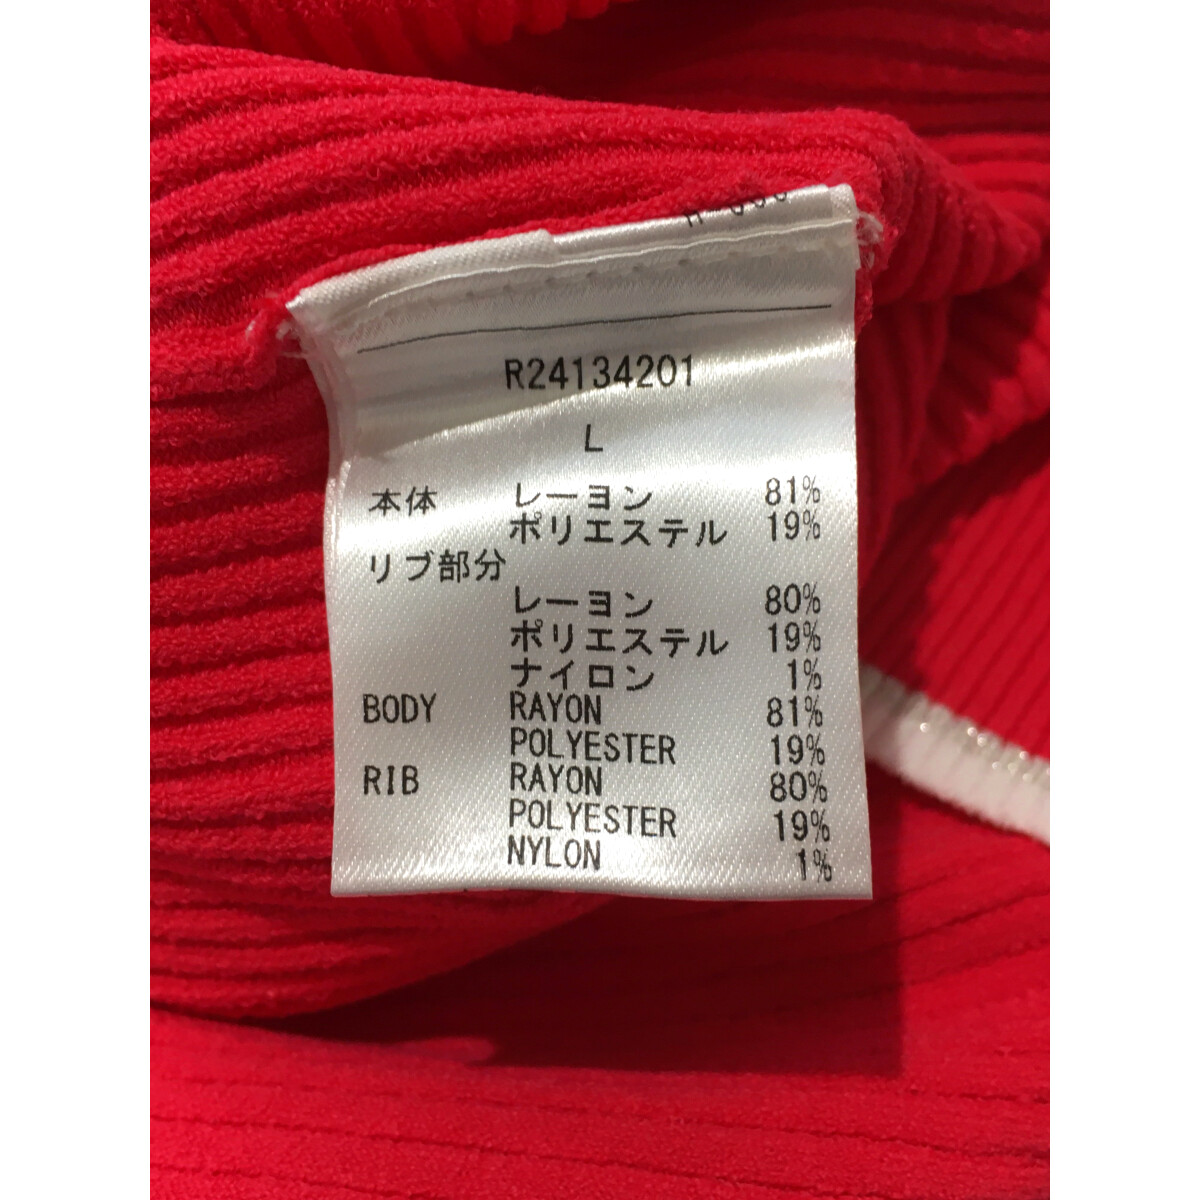 R24134201
L
本体 レーヨン 81%
ポリエステル 19%
リブ部分
レーヨン 80%
ポリエステル 19%
ナイロン 1%
BODY RAYON 81%
POLYESTER 19%
RIB RAYON 80%
POLYESTER 19%
NYLON 1%